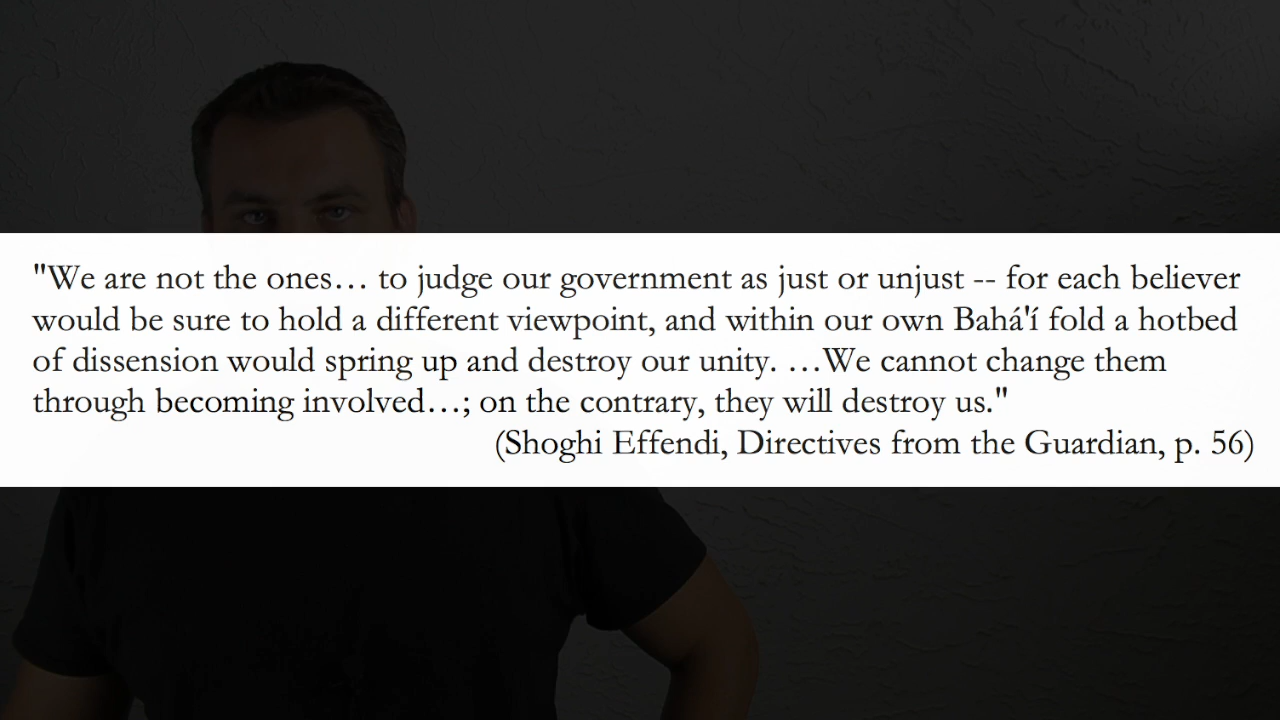 "We are not the ones… to judge our government as just or unjust -- for each believer
would be sure to hold a different viewpoint, and within our own Bahá'í fold a hotbed
of dissension would spring up and destroy our unity. …We cannot change them
through becoming involved…; on the contrary, they will destroy us."
(Shoghi Effendi, Directives from the Guardian, p. 56)